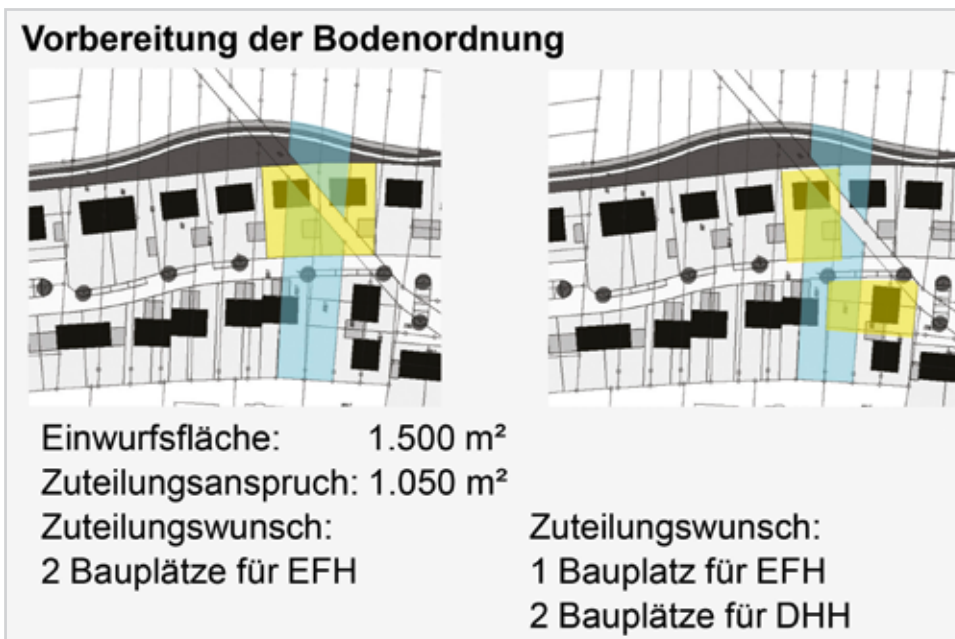 Vorbereitung der Bodenordnung
Einwurfsfläche: 1.500 m²
Zuteilungsanspruch: 1.050 m²
Zuteilungswunsch:
2 Bauplätze für EFH
Zuteilungswunsch:
1 Bauplatz für EFH
2 Bauplätze für DHH